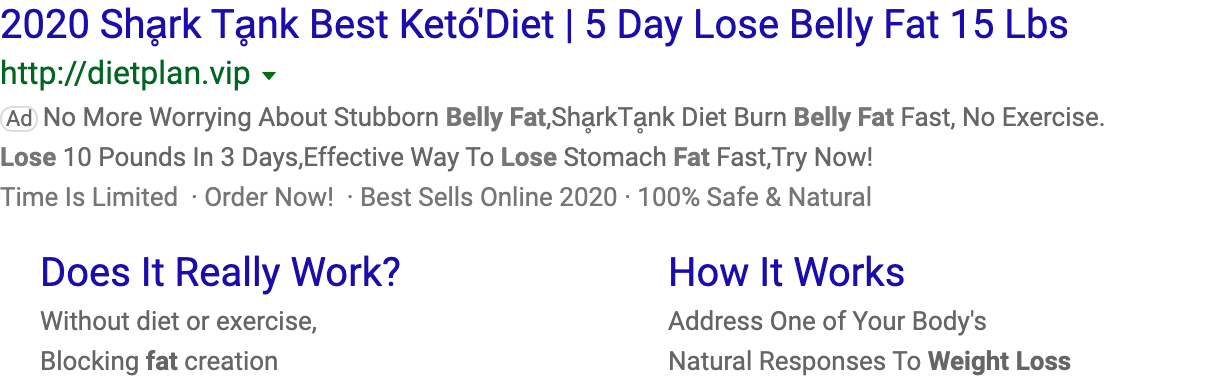 2020 Shḁrk Tḁnk Best Ketó'Diet | 5 Day Lose Belly Fat 15 Lbs
http://dietplan.vip
Ad No More Worrying About Stubborn Belly Fat,ShḁrkTḁnk Diet Burn Belly Fat Fast, No Exercise.
Lose 10 Pounds In 3 Days,Effective Way To Lose Stomach Fat Fast,Try Now!
Time Is Limited · Order Now! · Best Sells Online 2020 · 100% Safe & Natural
Does It Really Work?
Without diet or exercise,
Blocking fat creation
How It Works
Address One of Your Body's
Natural Responses To Weight Loss